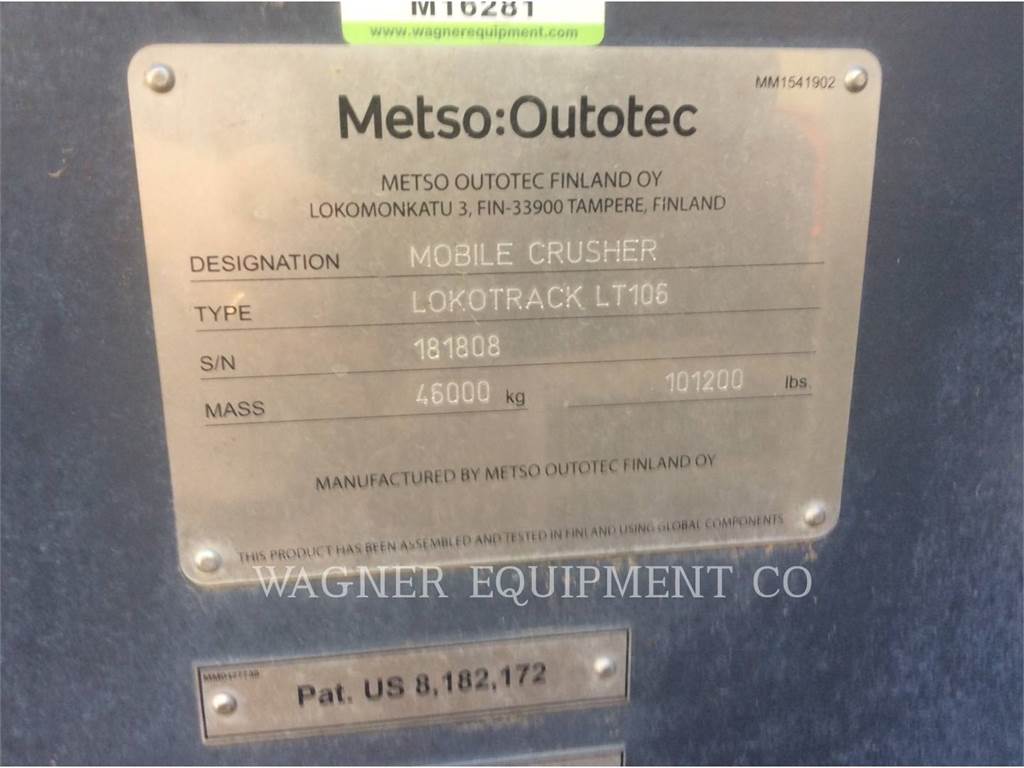 M16281
www.wagnerequipment.com
MM1541902
Metso:Outotec
METSO OUTOTEC FINLAND OY
LOKOMONKATU 3, FIN-33900 TAMPERE, FINLAND
DESIGNATION MOBILE CRUSHER
TYPE LOKOTRACK LT106
S/N 181808
MASS 46000 kg 101200 lbs.
MANUFACTURED BY METSO OUTOTEC FINLAND OY
THIS PRODUCT HAS BEEN ASSEMBLED AND TESTED IN FINLAND USING GLOBAL COMPONENTS
WAGNER EQUIPMENT CO
Pat. US 8,182,172